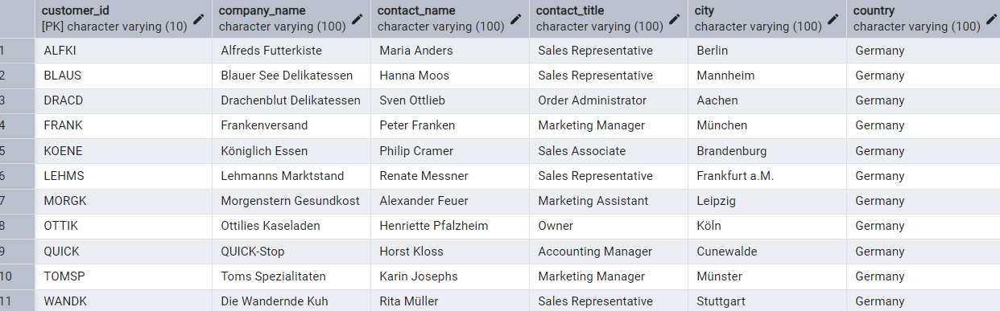 customer_id company_name contact_name contact_title city country
[PK] character varying (10) character varying (100) character varying (100) character varying (100) character varying (100) character varying (100)
1 ALFKI Alfreds Futterkiste Maria Anders Sales Representative Berlin Germany
2 BLAUS Blauer See Delikatessen Hanna Moos Sales Representative Mannheim Germany
3 DRACD Drachenblut Delikatessen Sven Ottlieb Order Administrator Aachen Germany
4 FRANK Frankenversand Peter Franken Marketing Manager München Germany
5 KOENE Königlich Essen Philip Cramer Sales Associate Brandenburg Germany
6 LEHMS Lehmanns Marktstand Renate Messner Sales Representative Frankfurt a.M. Germany
7 MORGK Morgenstern Gesundkost Alexander Feuer Marketing Assistant Leipzig Germany
8 OTTIK Ottilies Kaseladen Henriette Pfalzheim Owner Köln Germany
9 QUICK QUICK-Stop Horst Kloss Accounting Manager Cunewalde Germany
10 TOMSP Toms Spezialitaten Karin Josephs Marketing Manager Münster Germany
11 WANDK Die Wandernde Kuh Rita Müller Sales Representative Stuttgart Germany